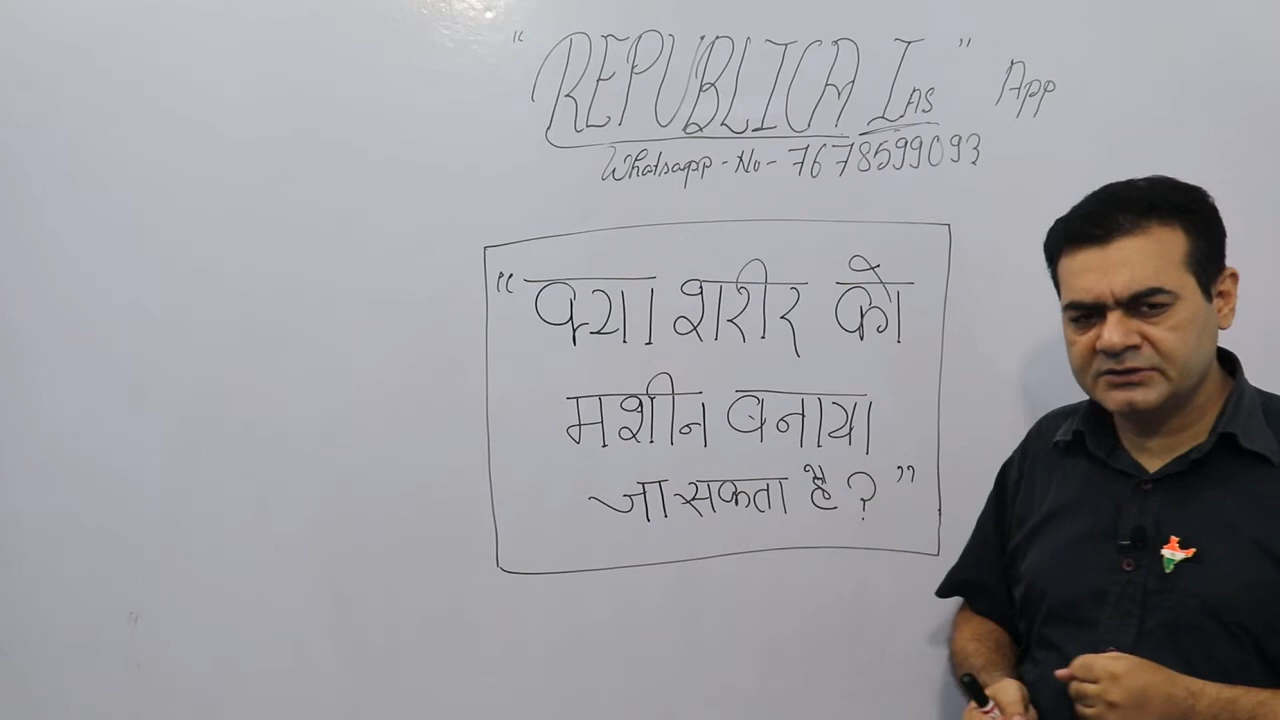 "REPUBLICA IAS" App
Whatsapp - No - 7678599093
"क्या शरीर को
मशीन बनाया
जा सकता है ?"